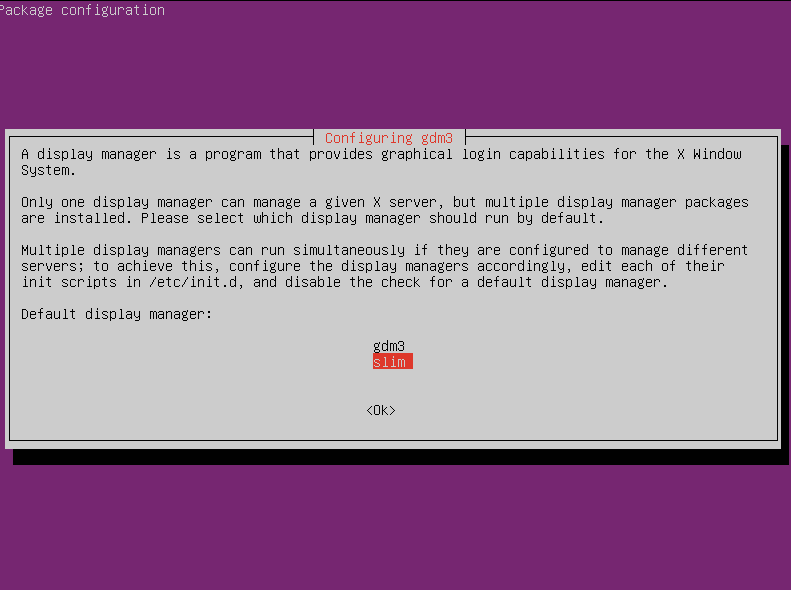 Package configuration
Configuring gdm3
A display manager is a program that provides graphical login capabilities for the X Window
System.
Only one display manager can manage a given X server, but multiple display manager packages
are installed. Please select which display manager should run by default.
Multiple display managers can run simultaneously if they are configured to manage different
servers; to achieve this, configure the display managers accordingly, edit each of their
init scripts in /etc/init.d, and disable the check for a default display manager.
Default display manager:
gdm3
slim
<Ok>